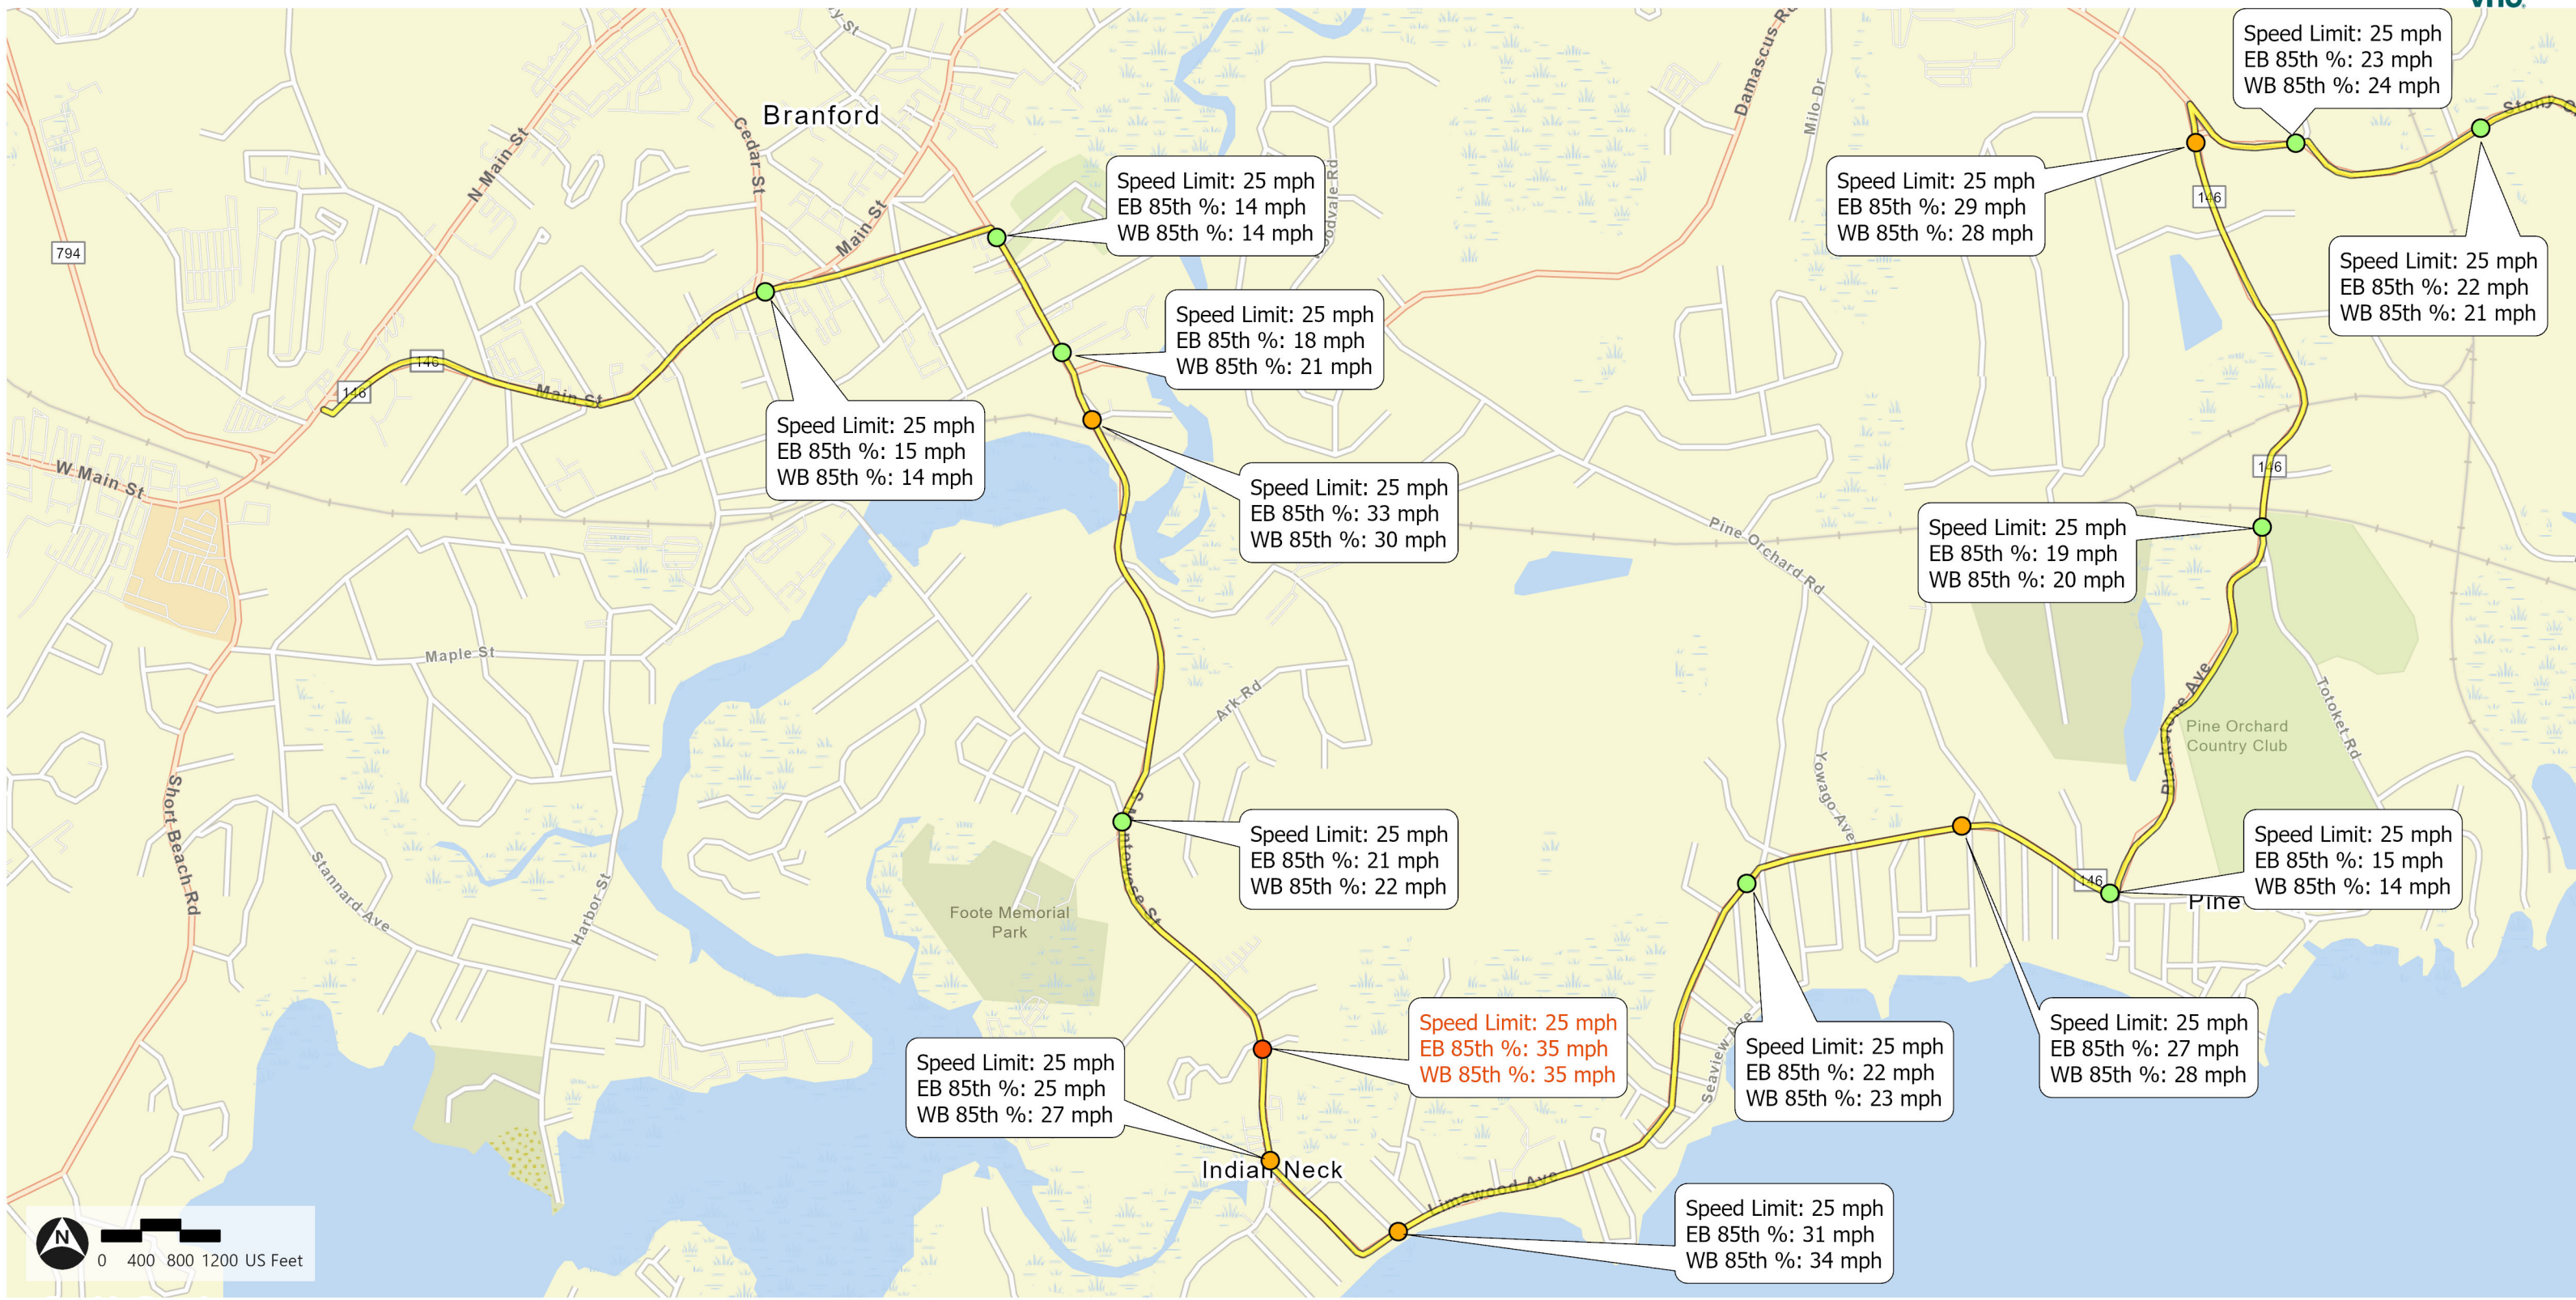 Speed Limit: 25 mph
EB 85th %: 23 mph
WB 85th %: 24 mph
Damascus
Milo Dr
Branford
Cedar St
N Main St
Main St
794
Speed Limit: 25 mph
EB 85th %: 14 mph
WB 85th %: 14 mph
Speed Limit: 25 mph
EB 85th %: 29 mph
WB 85th %: 28 mph
146
Speed Limit: 25 mph
EB 85th %: 22 mph
WB 85th %: 21 mph
Speed Limit: 25 mph
EB 85th %: 18 mph
WB 85th %: 21 mph
146
146
Main St
Speed Limit: 25 mph
EB 85th %: 15 mph
WB 85th %: 14 mph
W Main St
Speed Limit: 25 mph
EB 85th %: 33 mph
WB 85th %: 30 mph
146
Pine Orchard Rd
Speed Limit: 25 mph
EB 85th %: 19 mph
WB 85th %: 20 mph
Maple St
Ark Rd
Totoket Rd
Pine Orchard
Country Club
Yowago Ave
Short Beach Rd
Stannard Ave
Harbor St
Speed Limit: 25 mph
EB 85th %: 21 mph
WB 85th %: 22 mph
Speed Limit: 25 mph
EB 85th %: 15 mph
WB 85th %: 14 mph
146
Pine
Foote Memorial
Park
Speed Limit: 25 mph
EB 85th %: 35 mph
WB 85th %: 35 mph
Speed Limit: 25 mph
EB 85th %: 22 mph
WB 85th %: 23 mph
Speed Limit: 25 mph
EB 85th %: 27 mph
WB 85th %: 28 mph
Seaview Ave
Speed Limit: 25 mph
EB 85th %: 25 mph
WB 85th %: 27 mph
Indian Neck
Limewood Ave
Speed Limit: 25 mph
EB 85th %: 31 mph
WB 85th %: 34 mph
N
0 400 800 1200 US Feet